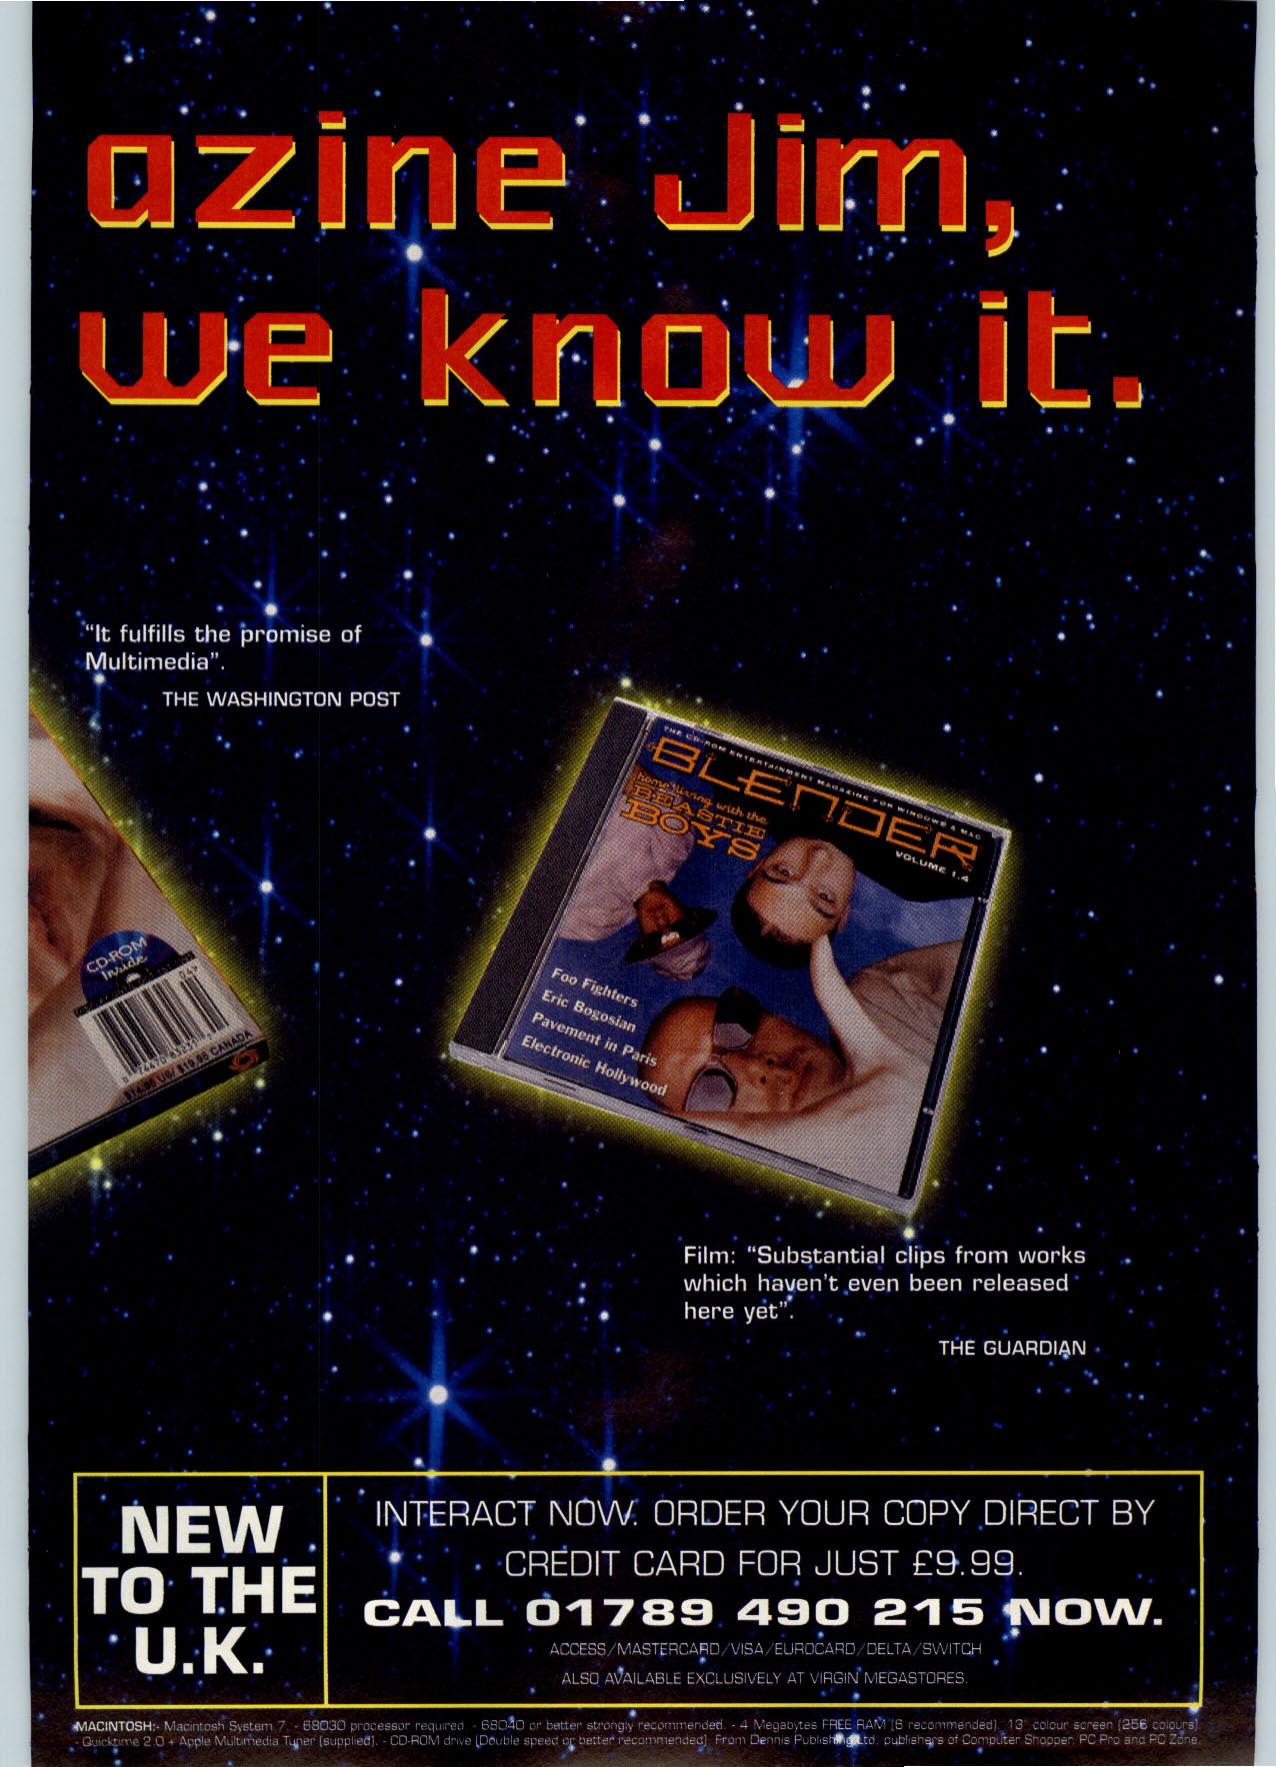 azine Jim,
we know it.
“It fulfills the promise of
Multimedia”.
THE WASHINGTON POST
THE CD-ROM ENTERTAINMENT MAGAZINE FOR WINDOWS & MAC
BLENDER
VOLUME 1.4
home living with the
BEASTIE
BOYS
Foo Fighters
Eric Bogosian
Pavement in Paris
Electronic Hollywood
CD-ROM
Inside
$19.95 CANADA
Film: “Substantial clips from works
which haven't even been released
here yet”.
THE GUARDIAN
NEW
TO THE
U.K.
INTERACT NOW. ORDER YOUR COPY DIRECT BY
CREDIT CARD FOR JUST £9.99.
CALL 01789 490 215 NOW.
ACCESS/MASTERCARD/VISA/EUROCARD/DELTA/SWITCH
ALSO AVAILABLE EXCLUSIVELY AT VIRGIN MEGASTORES.
MACINTOSH:- Macintosh System 7. - 68030 processor required. - 68040 or better strongly recommended. - 4 Megabytes FREE RAM (6 recommended). 13" colour screen (256 colours).
- Quicktime 2.0 + Apple Multimedia Tuner (supplied). - CD-ROM drive (Double speed or better recommended). From Dennis Publishing Ltd, publishers of Computer Shopper, PC Pro and PC Zone.